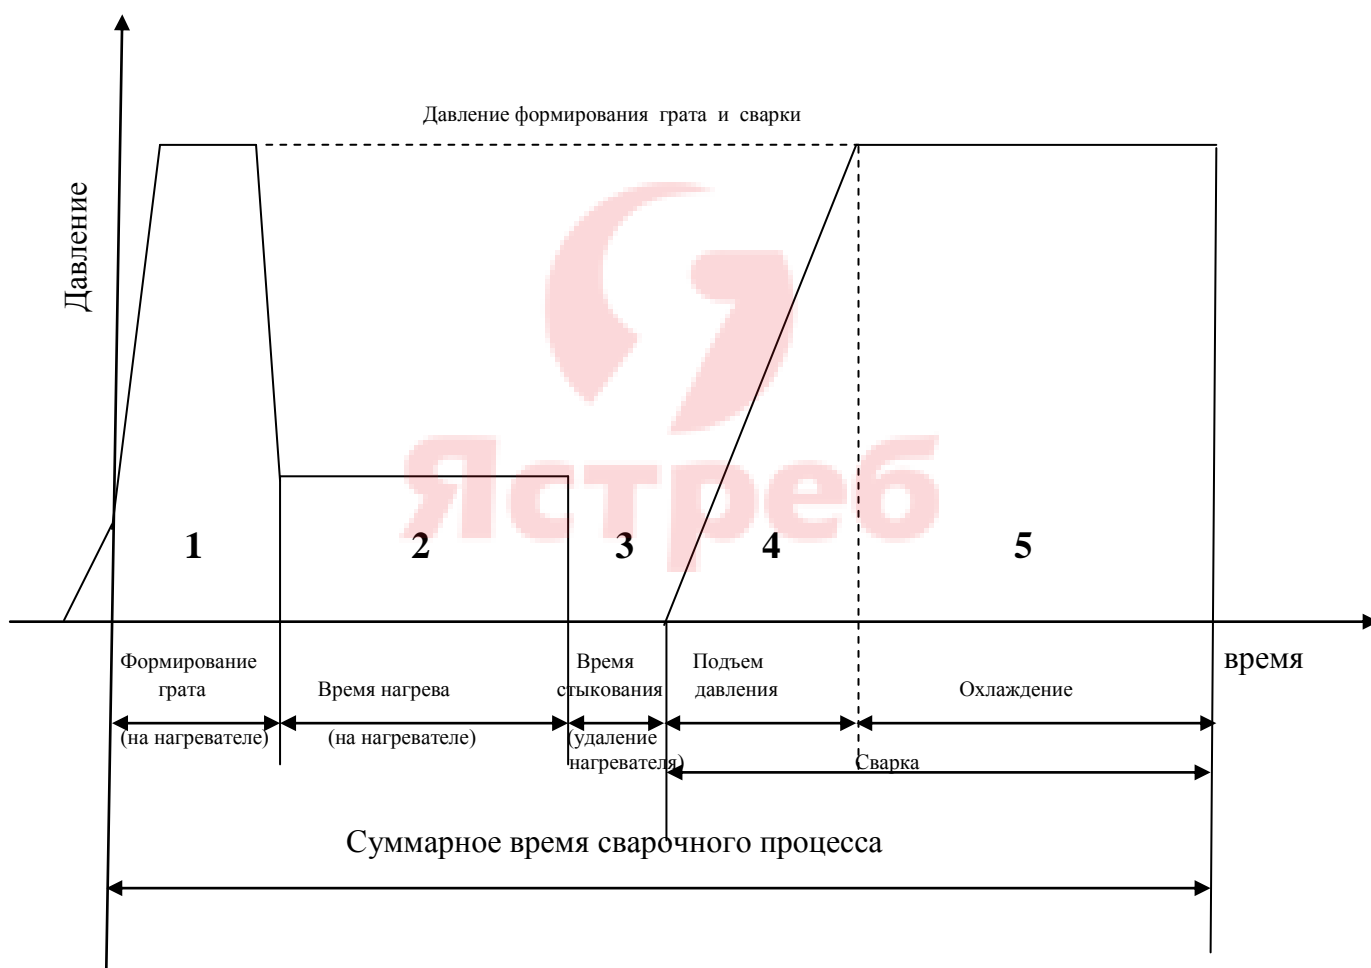 Давление формирования грата и сварки
Давление
Ястреб
1
2
3
4
5
время
Формирование
грата
(на нагревателе)
Время нагрева
(на нагревателе)
Время
стыкования
(удаление
нагревателя)
Подъем
давления
Охлаждение
Сварка
Суммарное время сварочного процесса